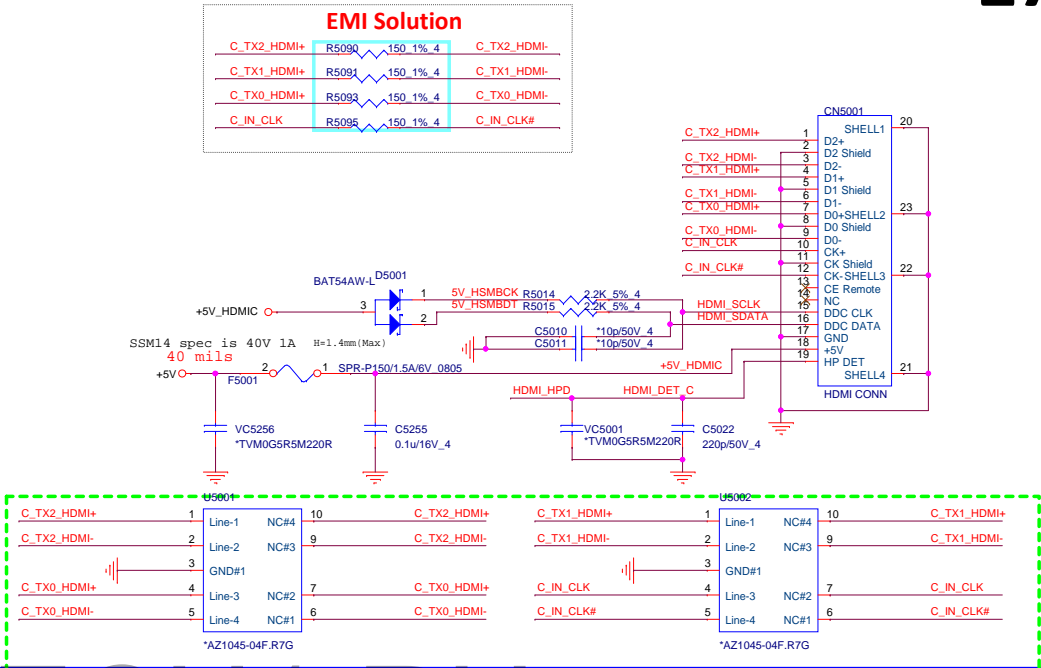 EMI Solution
C_TX2_HDMI+ R5090 150_1%_4 C_TX2_HDMI-
C_TX1_HDMI+ R5091 150_1%_4 C_TX1_HDMI-
C_TX0_HDMI+ R5093 150_1%_4 C_TX0_HDMI-
C_IN_CLK R5095 150_1%_4 C_IN_CLK#
CN5001
SHELL1 20
C_TX2_HDMI+ 1 D2+
2 D2 Shield
C_TX2_HDMI- 3 D2-
C_TX1_HDMI+ 4 D1+
5 D1 Shield
C_TX1_HDMI- 6 D1-
C_TX0_HDMI+ 7 D0+ SHELL2 23
8 D0 Shield
C_TX0_HDMI- 9 D0-
C_IN_CLK 10 CK+
11 CK Shield
C_IN_CLK# 12 CK- SHELL3 22
13 CE Remote
14 NC
HDMI_SCLK 15 DDC CLK
HDMI_SDATA 16 DDC DATA
17 GND
18 +5V
19 HP DET
SHELL4 21
HDMI CONN
BAT54AW-L D5001
+5V_HDMIC 3
1 5V_HSMBCK R5014 2.2K_5%_4
2 5V_HSMBDT R5015 2.2K_5%_4
C5010 *10p/50V_4
C5011 *10p/50V_4
SSM14 spec is 40V 1A H=1.4mm(Max)
40 mils
+5V 2 1 SPR-P150/1.5A/6V_0805 +5V_HDMIC
F5001
HDMI_HPD HDMI_DET_C
VC5256
*TVM0G5R5M220R
C5255
0.1u/16V_4
VC5001
*TVM0G5R5M220R
C5022
220p/50V_4
U5001
C_TX2_HDMI+ 1 Line-1 NC#4 10 C_TX2_HDMI+
C_TX2_HDMI- 2 Line-2 NC#3 9 C_TX2_HDMI-
3 GND#1
C_TX0_HDMI+ 4 Line-3 NC#2 7 C_TX0_HDMI+
C_TX0_HDMI- 5 Line-4 NC#1 6 C_TX0_HDMI-
*AZ1045-04F.R7G
U5002
C_TX1_HDMI+ 1 Line-1 NC#4 10 C_TX1_HDMI+
C_TX1_HDMI- 2 Line-2 NC#3 9 C_TX1_HDMI-
3 GND#1
C_IN_CLK 4 Line-3 NC#2 7 C_IN_CLK
C_IN_CLK# 5 Line-4 NC#1 6 C_IN_CLK#
*AZ1045-04F.R7G